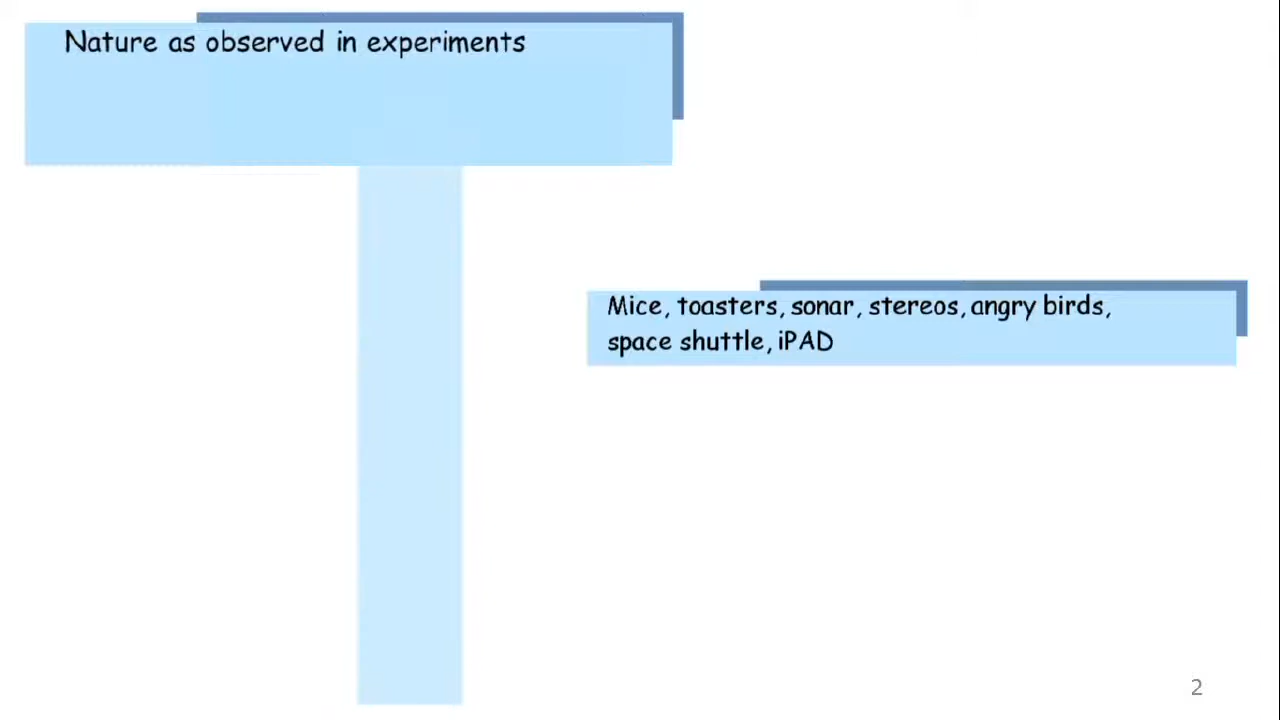 Nature as observed in experiments
Mice, toasters, sonar, stereos, angry birds,
space shuttle, iPAD
2